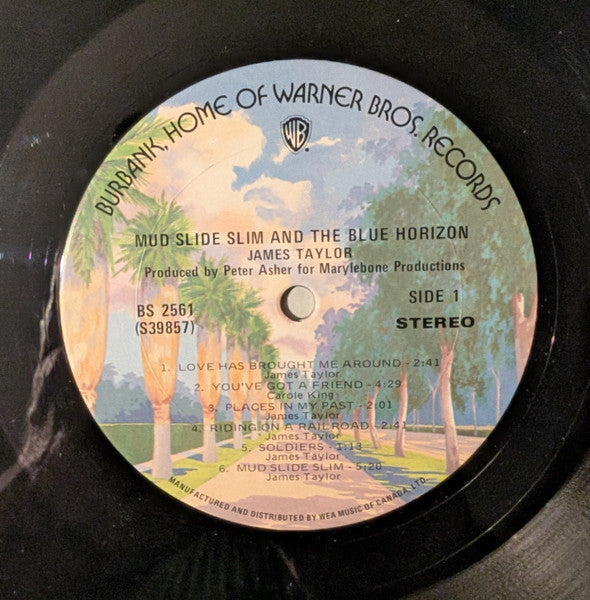 BURBANK, HOME OF WARNER BROS. RECORDS
WB
MUD SLIDE SLIM AND THE BLUE HORIZON
JAMES TAYLOR
Produced by Peter Asher for Marylebone Productions
BS 2561
(S39857)
SIDE 1
STEREO
1. LOVE HAS BROUGHT ME AROUND - 2:41
James Taylor
2. YOU'VE GOT A FRIEND - 4:29
Carole King
3. PLACES IN MY PAST - 2:01
James Taylor
4. RIDING ON A RAILROAD - 2:41
James Taylor
5. SOLDIERS - 1:13
James Taylor
6. MUD SLIDE SLIM - 5:20
James Taylor
MANUFACTURED AND DISTRIBUTED BY WEA MUSIC OF CANADA, LTD.